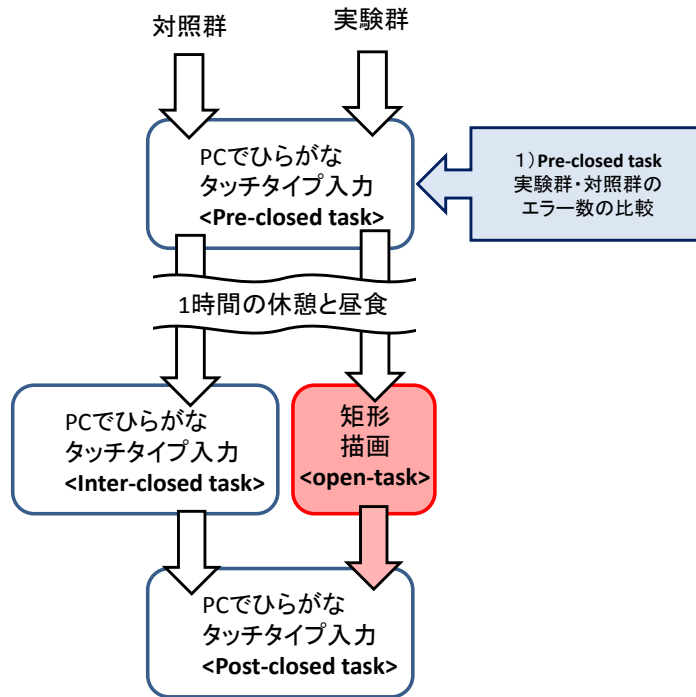 対照群
実験群
PCでひらがな
タッチタイプ入力
<Pre-closed task>
1）Pre-closed task
実験群・対照群の
エラー数の比較
1時間の休憩と昼食
PCでひらがな
タッチタイプ入力
<Inter-closed task>
矩形
描画
<open-task>
PCでひらがな
タッチタイプ入力
<Post-closed task>